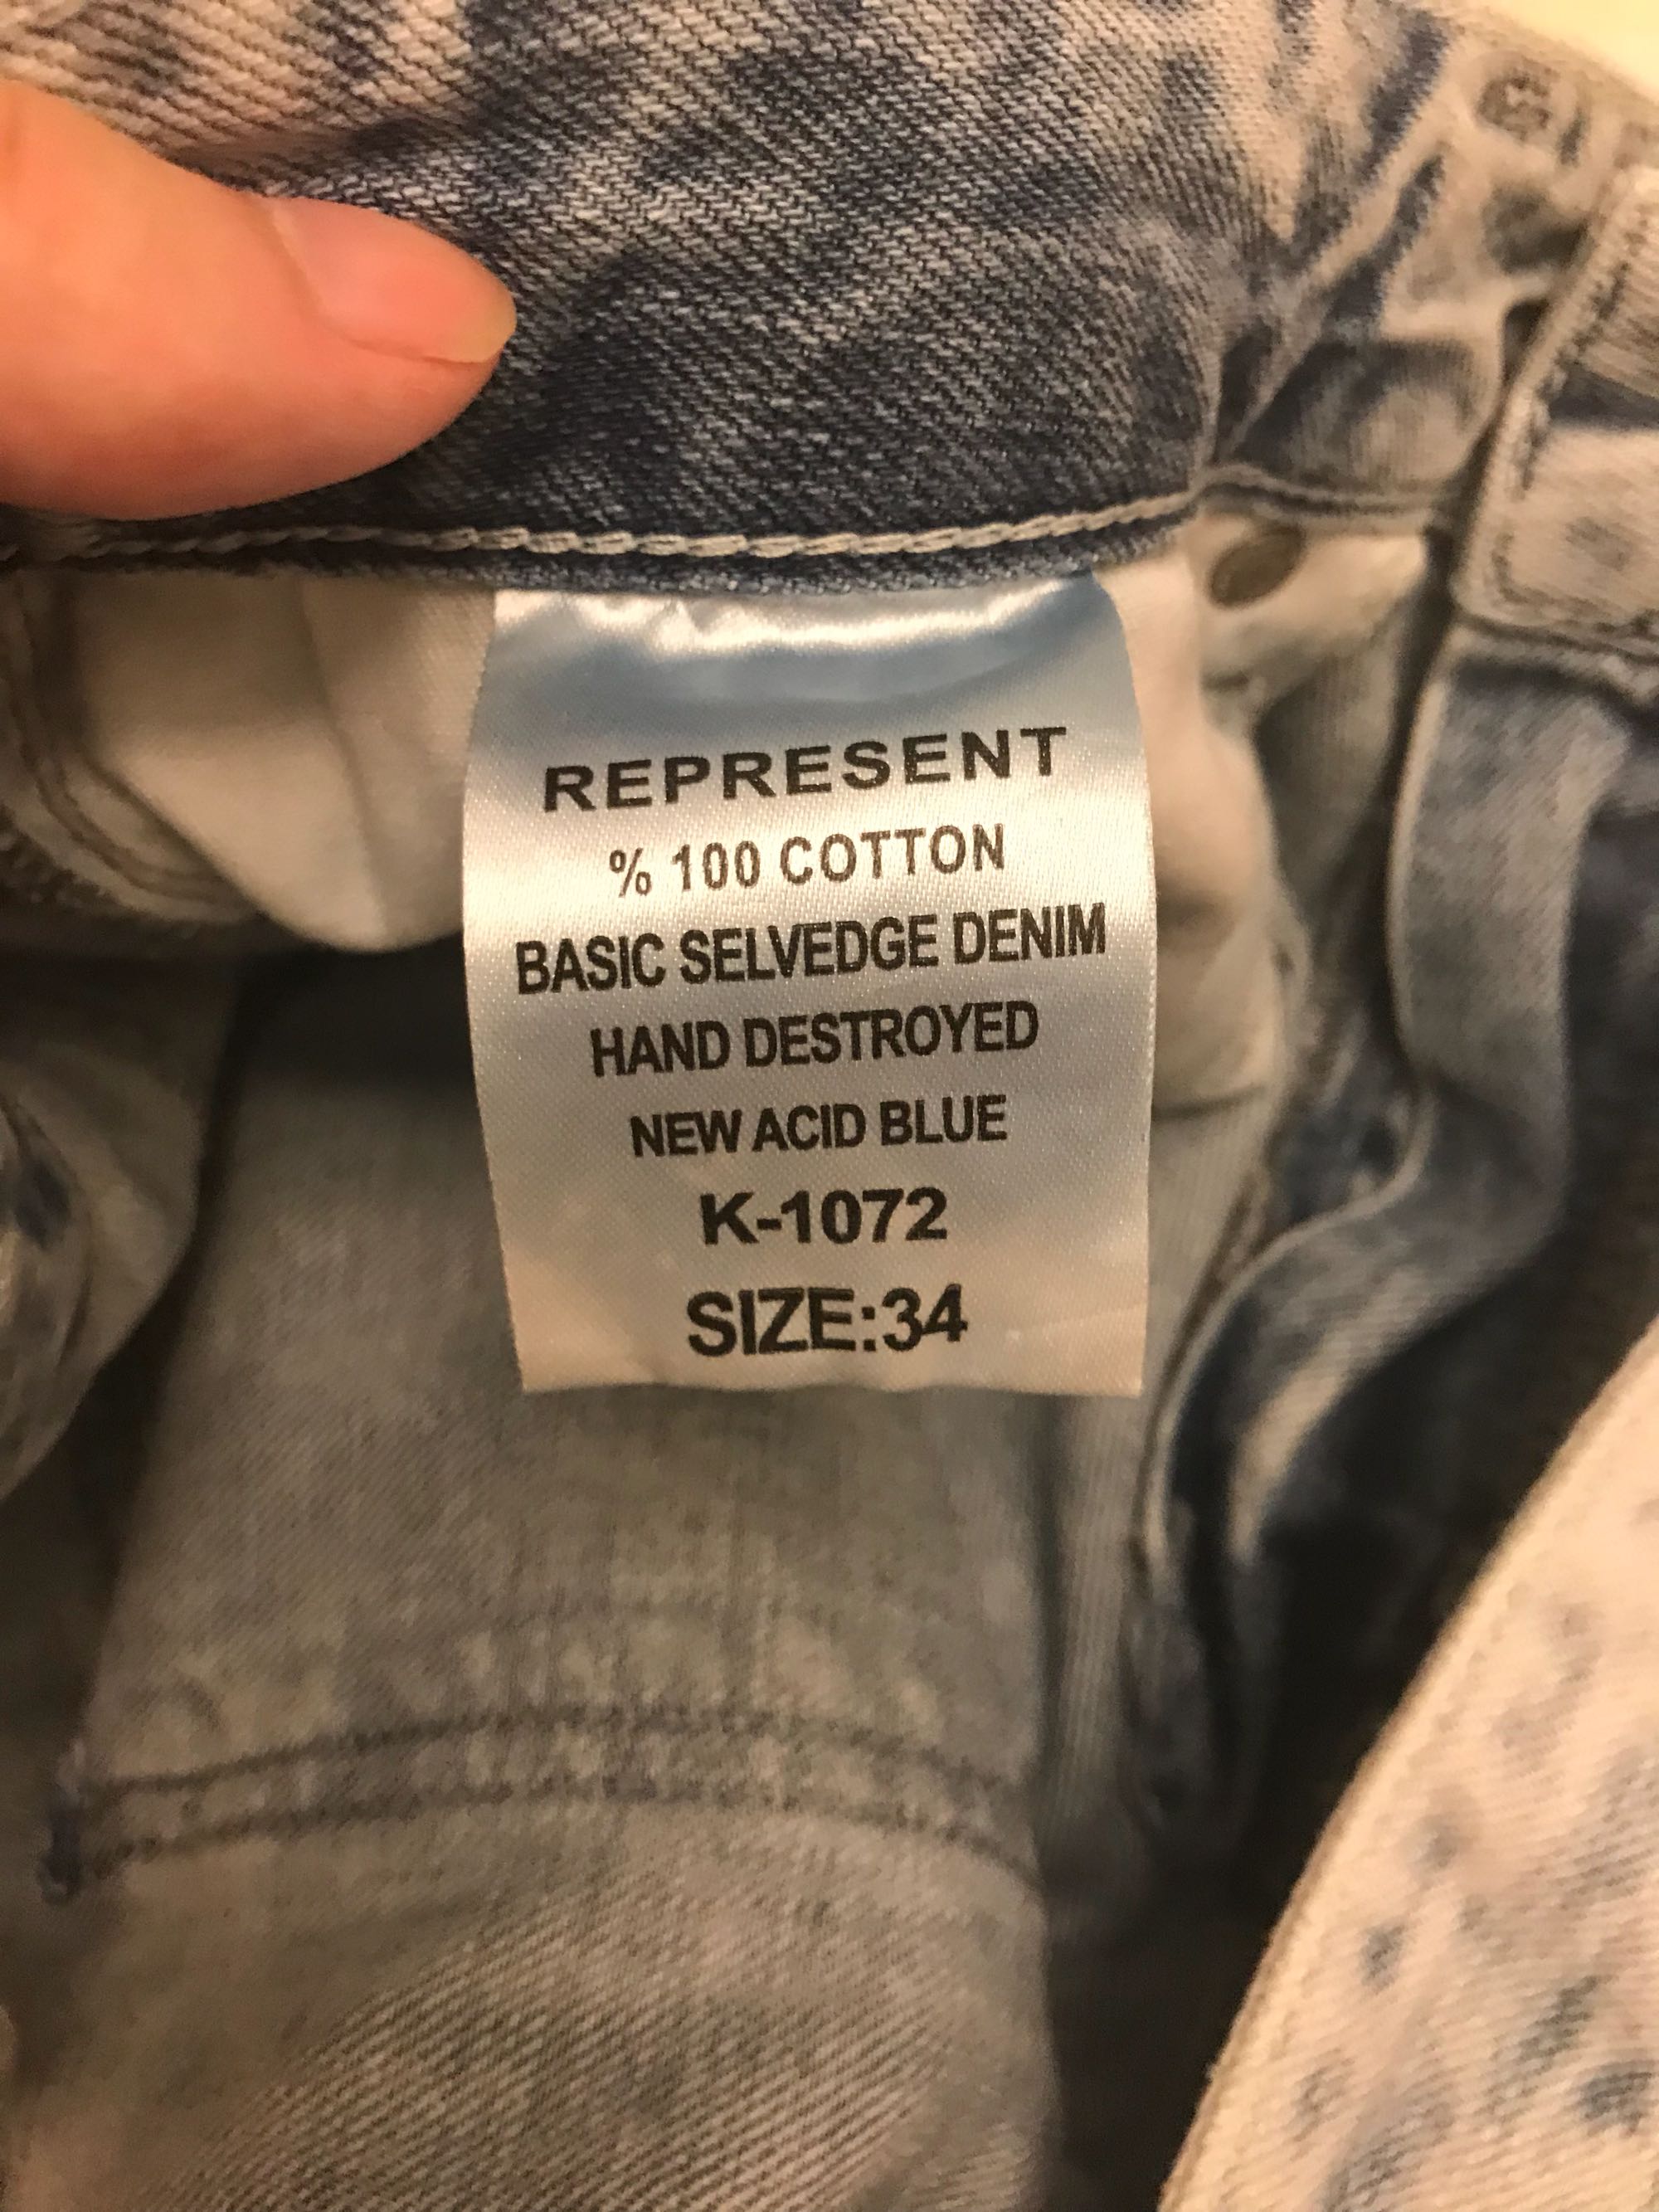 REPRESENT
% 100 COTTON
BASIC SELVEDGE DENIM
HAND DESTROYED
NEW ACID BLUE
K-1072
SIZE:34